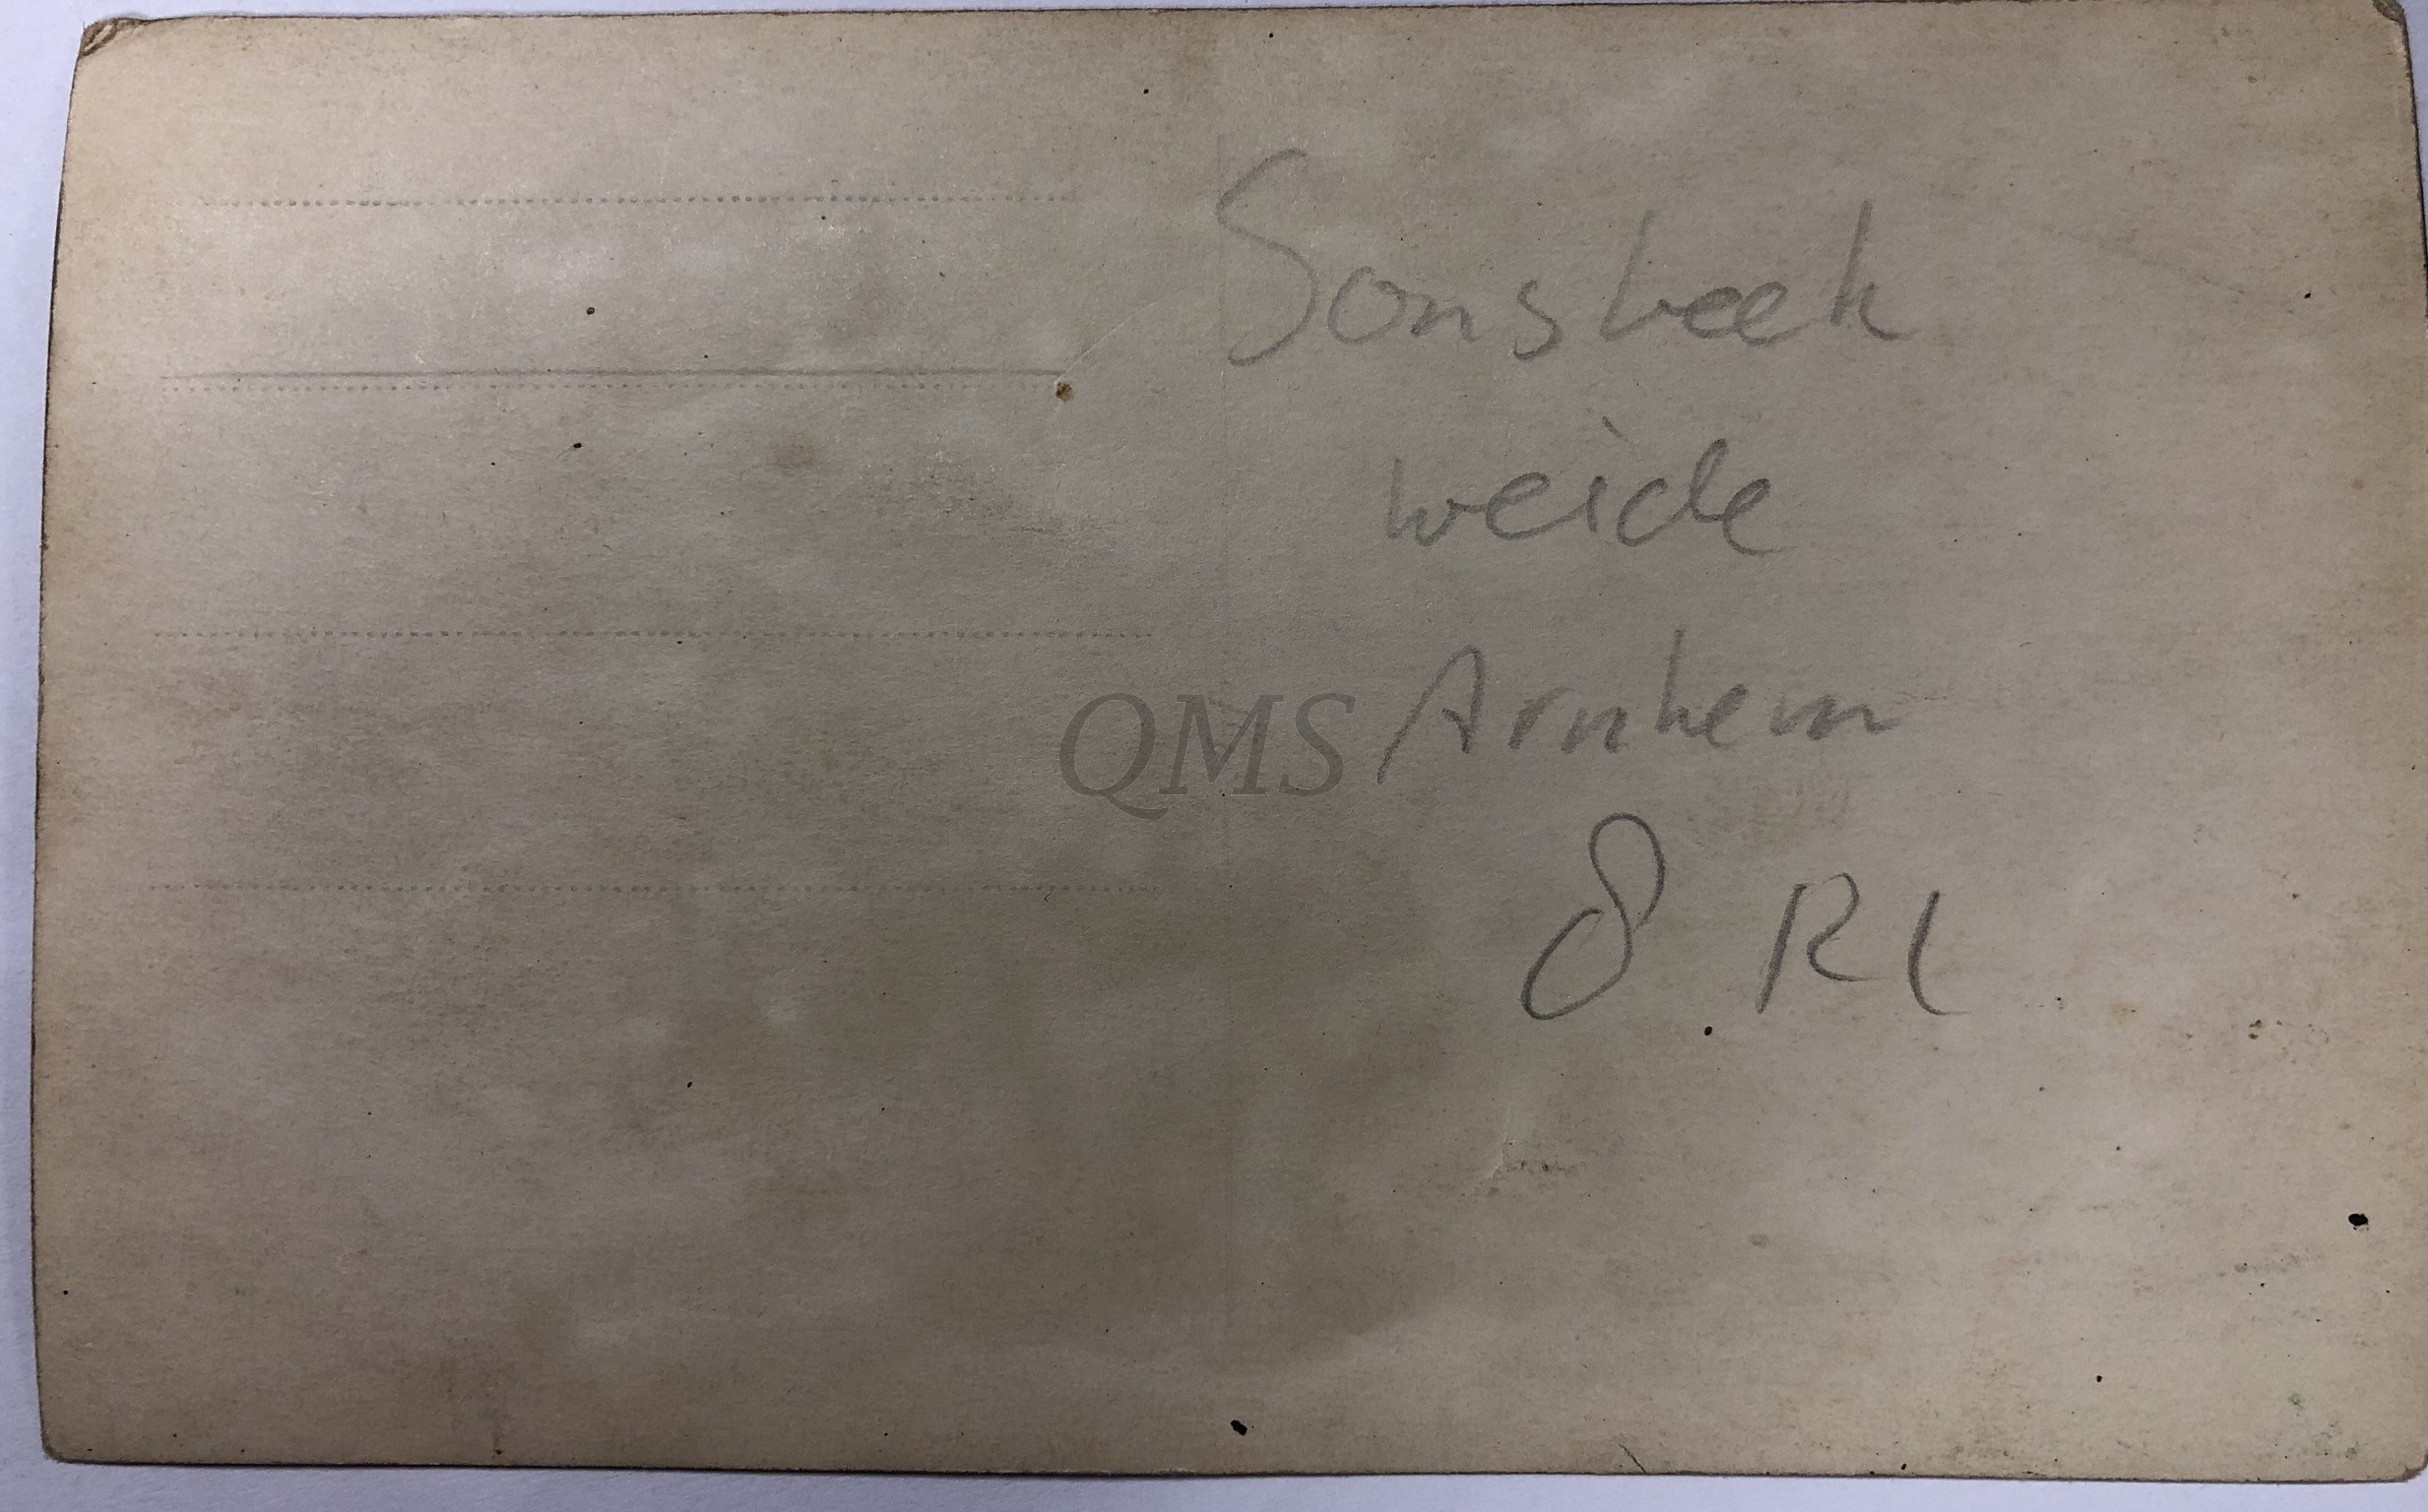 Sonsbeek
weide
QMS Arnhem
8 RI